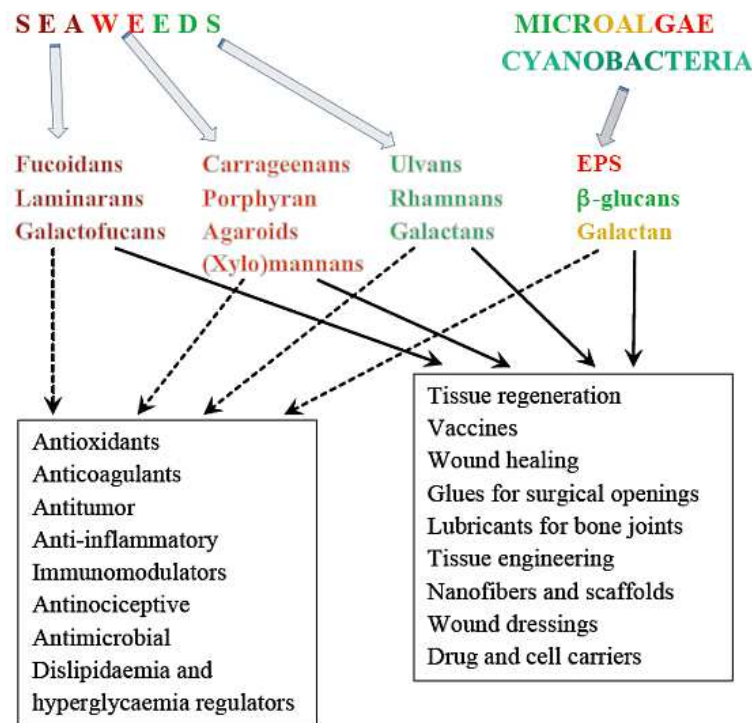 S E A W E E D S
MICROALGAE
CYANOBACTERIA
Fucoidans
Laminarans
Galactofucans
Carrageenans
Porphyran
Agaroids
(Xylo)mannans
Ulvans
Rhamnans
Galactans
EPS
β-glucans
Galactan
Antioxidants
Anticoagulants
Antitumor
Anti-inflammatory
Immunomodulators
Antinociceptive
Antimicrobial
Dislipidaemia and
hyperglycaemia regulators
Tissue regeneration
Vaccines
Wound healing
Glues for surgical openings
Lubricants for bone joints
Tissue engineering
Nanofibers and scaffolds
Wound dressings
Drug and cell carriers